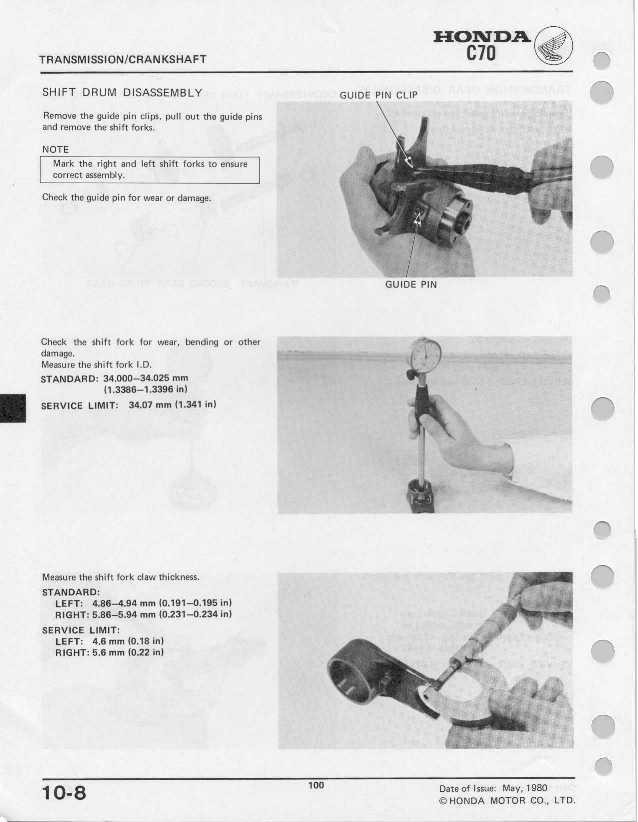 HONDA
C70
TRANSMISSION/CRANKSHAFT
SHIFT DRUM DISASSEMBLY
Remove the guide pin clips, pull out the guide pins
and remove the shift forks.
NOTE
Mark the right and left shift forks to ensure
correct assembly.
Check the guide pin for wear or damage.
GUIDE PIN CLIP
GUIDE PIN
Check the shift fork for wear, bending or other
damage.
Measure the shift fork I.D.
STANDARD: 34.000–34.025 mm
(1.3386–1.3396 in)
SERVICE LIMIT: 34.07 mm (1.341 in)
Measure the shift fork claw thickness.
STANDARD:
LEFT: 4.86–4.94 mm (0.191–0.195 in)
RIGHT: 5.86–5.94 mm (0.231–0.234 in)
SERVICE LIMIT:
LEFT: 4.6 mm (0.18 in)
RIGHT: 5.6 mm (0.22 in)
10-8
100
Date of Issue: May, 1980
© HONDA MOTOR CO., LTD.